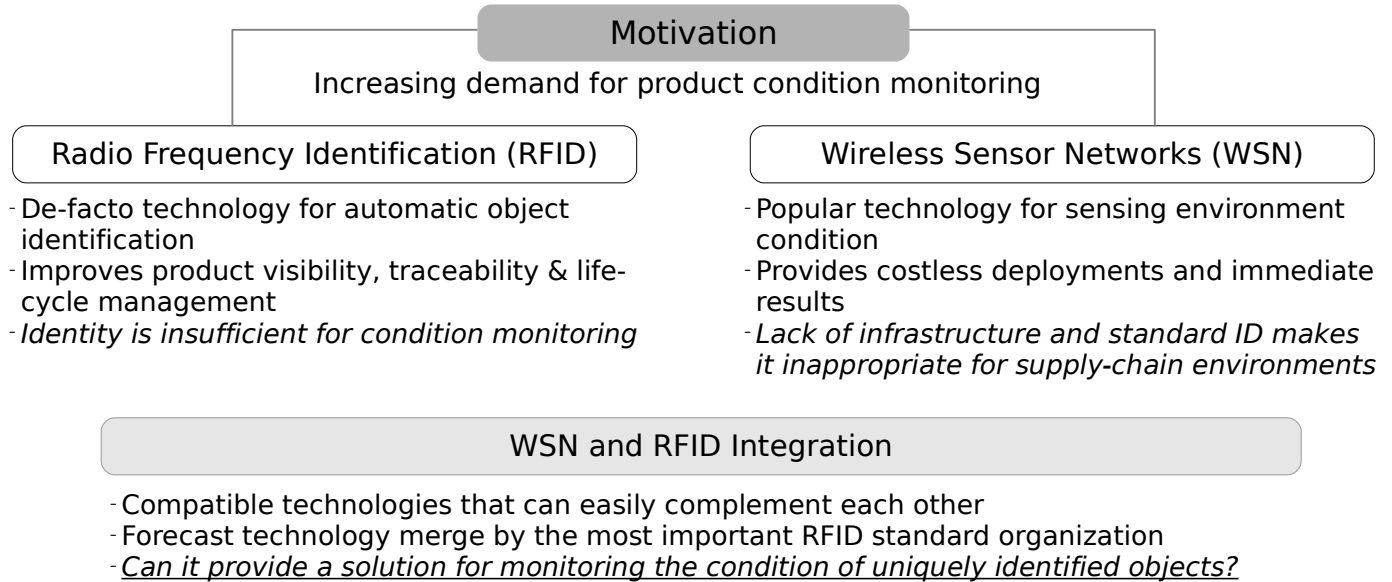 Motivation
Increasing demand for product condition monitoring
Radio Frequency Identification (RFID)
- De-facto technology for automatic object
identification
- Improves product visibility, traceability & life-
cycle management
- Identity is insufficient for condition monitoring
Wireless Sensor Networks (WSN)
- Popular technology for sensing environment
condition
- Provides costless deployments and immediate
results
- Lack of infrastructure and standard ID makes
it inappropriate for supply-chain environments
WSN and RFID Integration
- Compatible technologies that can easily complement each other
- Forecast technology merge by the most important RFID standard organization
- Can it provide a solution for monitoring the condition of uniquely identified objects?